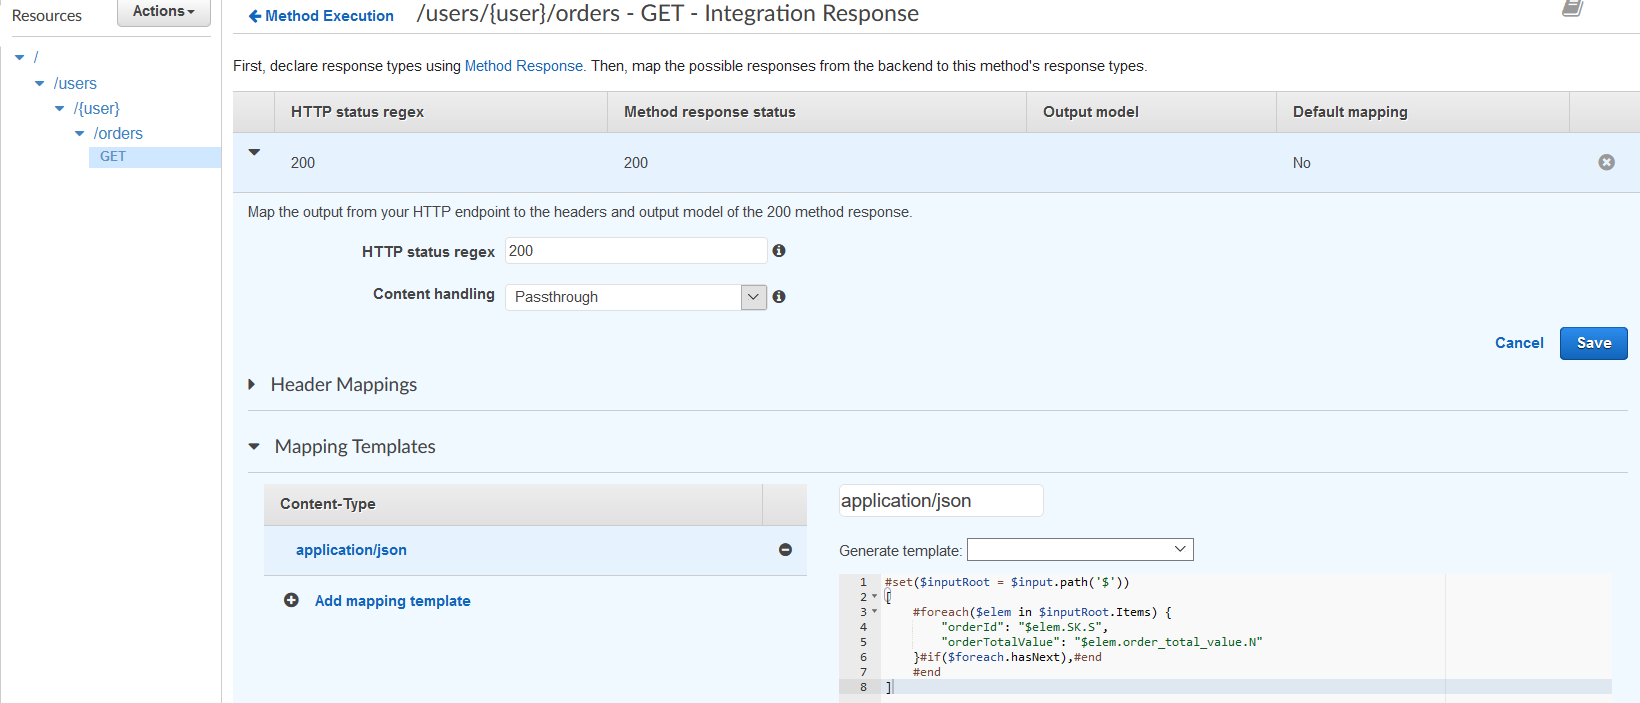 Resources
Actions
/
/users
/{user}
/orders
GET
Method Execution
/users/{user}/orders - GET - Integration Response
First, declare response types using Method Response. Then, map the possible responses from the backend to this method's response types.
HTTP status regex
Method response status
Output model
Default mapping
200
200
No
Map the output from your HTTP endpoint to the headers and output model of the 200 method response.
HTTP status regex 200
Content handling Passthrough
Cancel Save
Header Mappings
Mapping Templates
Content-Type
application/json
Add mapping template
application/json
Generate template:
1 #set($inputRoot = $input.path('$'))
2 [
3 #foreach($elem in $inputRoot.Items) {
4 "orderId": "$elem.SK.S",
5 "orderTotalValue": "$elem.order_total_value.N"
6 }#if($foreach.hasNext),#end
7 #end
8 ]